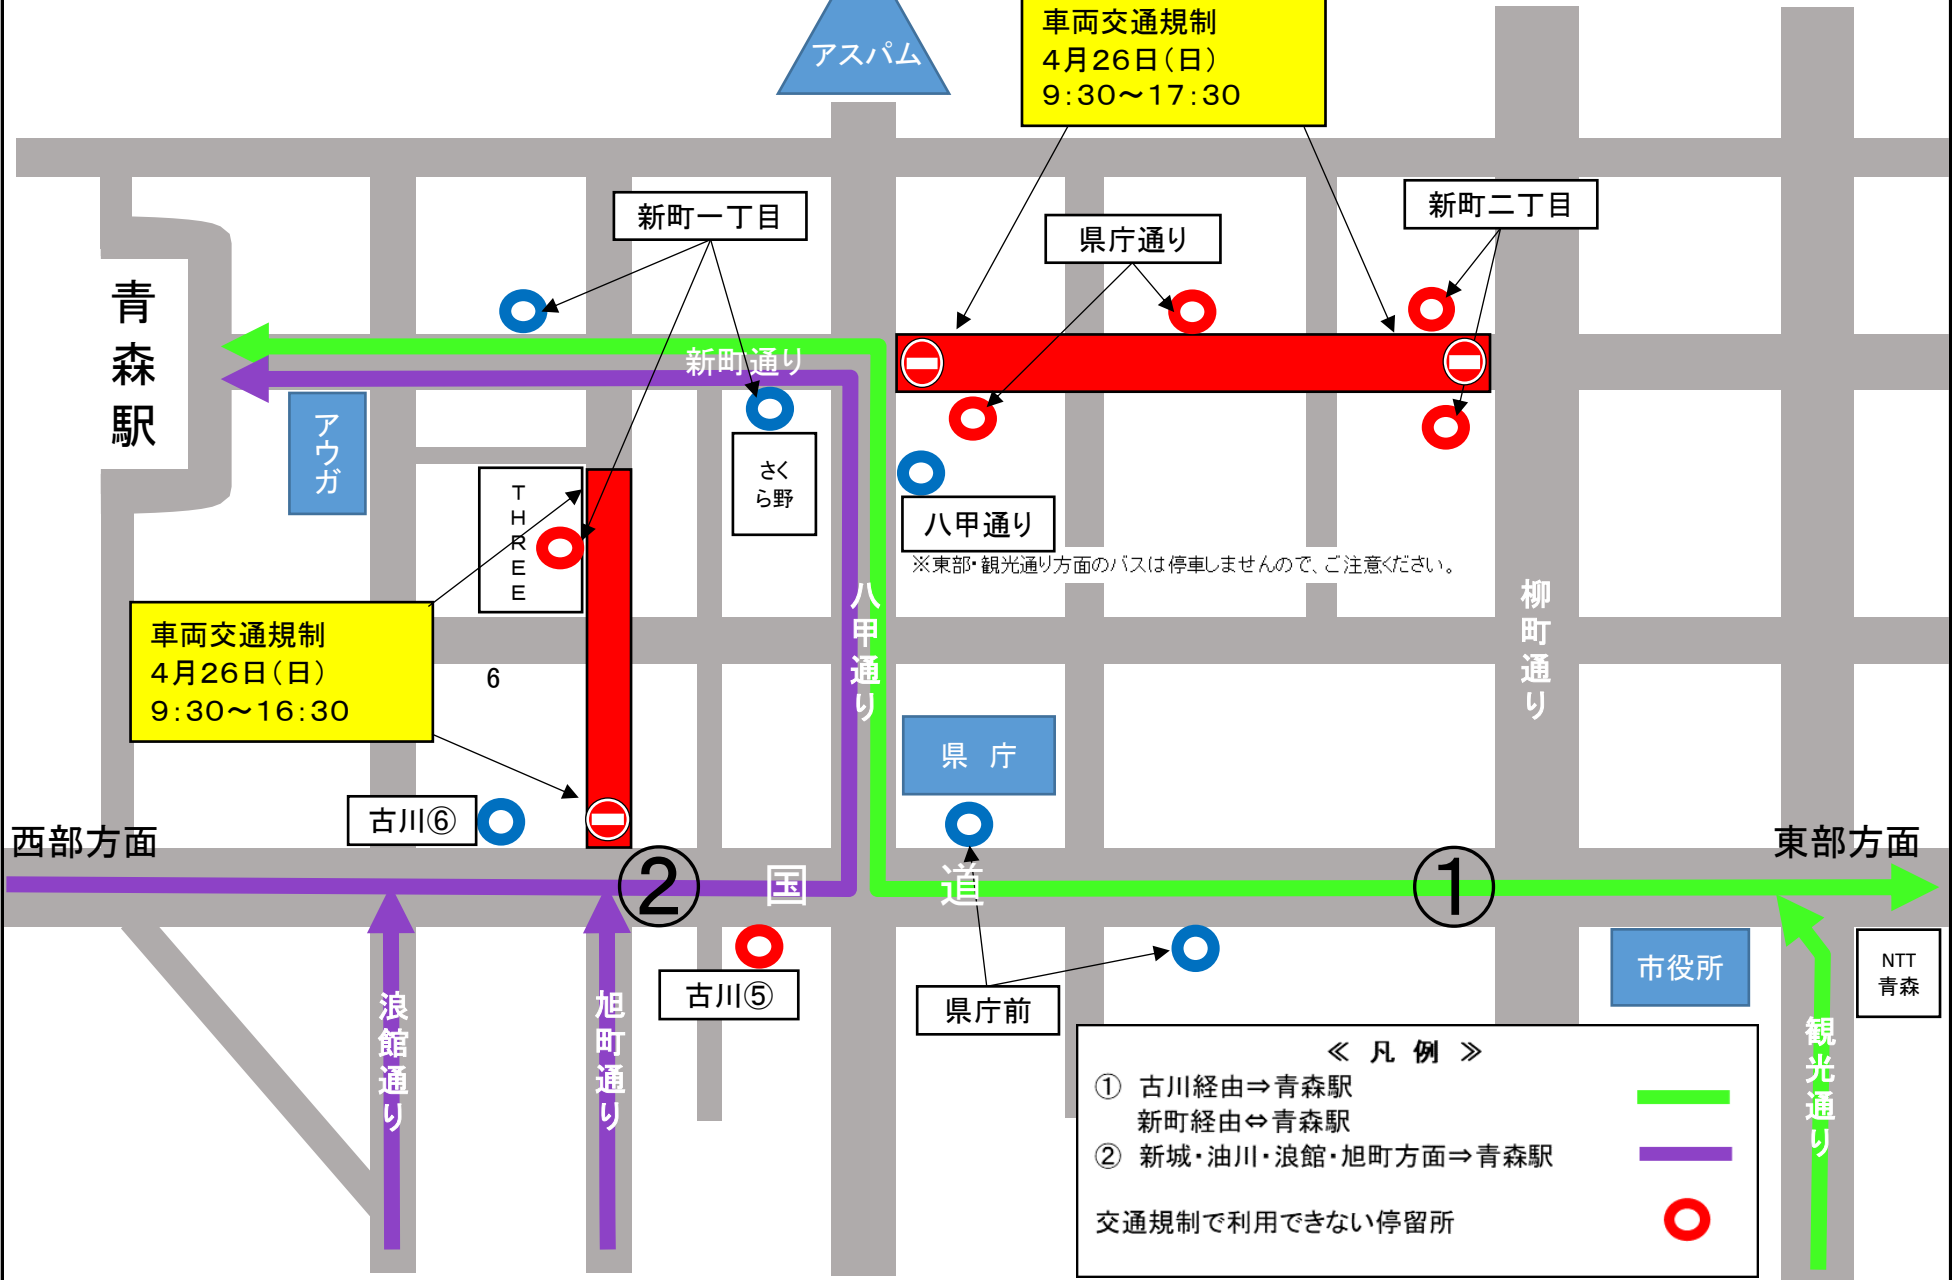 アスパム
車両交通規制
4月26日(日)
9:30～17:30
新町一丁目
県庁通り
新町二丁目
青森駅
新町通り
アウガ
THREE
さく
ら野
八甲通り
※東部・観光通り方面のバスは停車しませんので、ご注意ください。
八甲通り
柳町通り
車両交通規制
4月26日(日)
9:30～16:30
6
県 庁
古川⑥
西部方面
東部方面
②
国 道
①
古川⑤
県庁前
市役所
NTT
青森
浪館通り
旭町通り
観光通り
≪ 凡 例 ≫
① 古川経由⇒青森駅
新町経由⇔青森駅
② 新城・油川・浪館・旭町方面⇒青森駅
交通規制で利用できない停留所